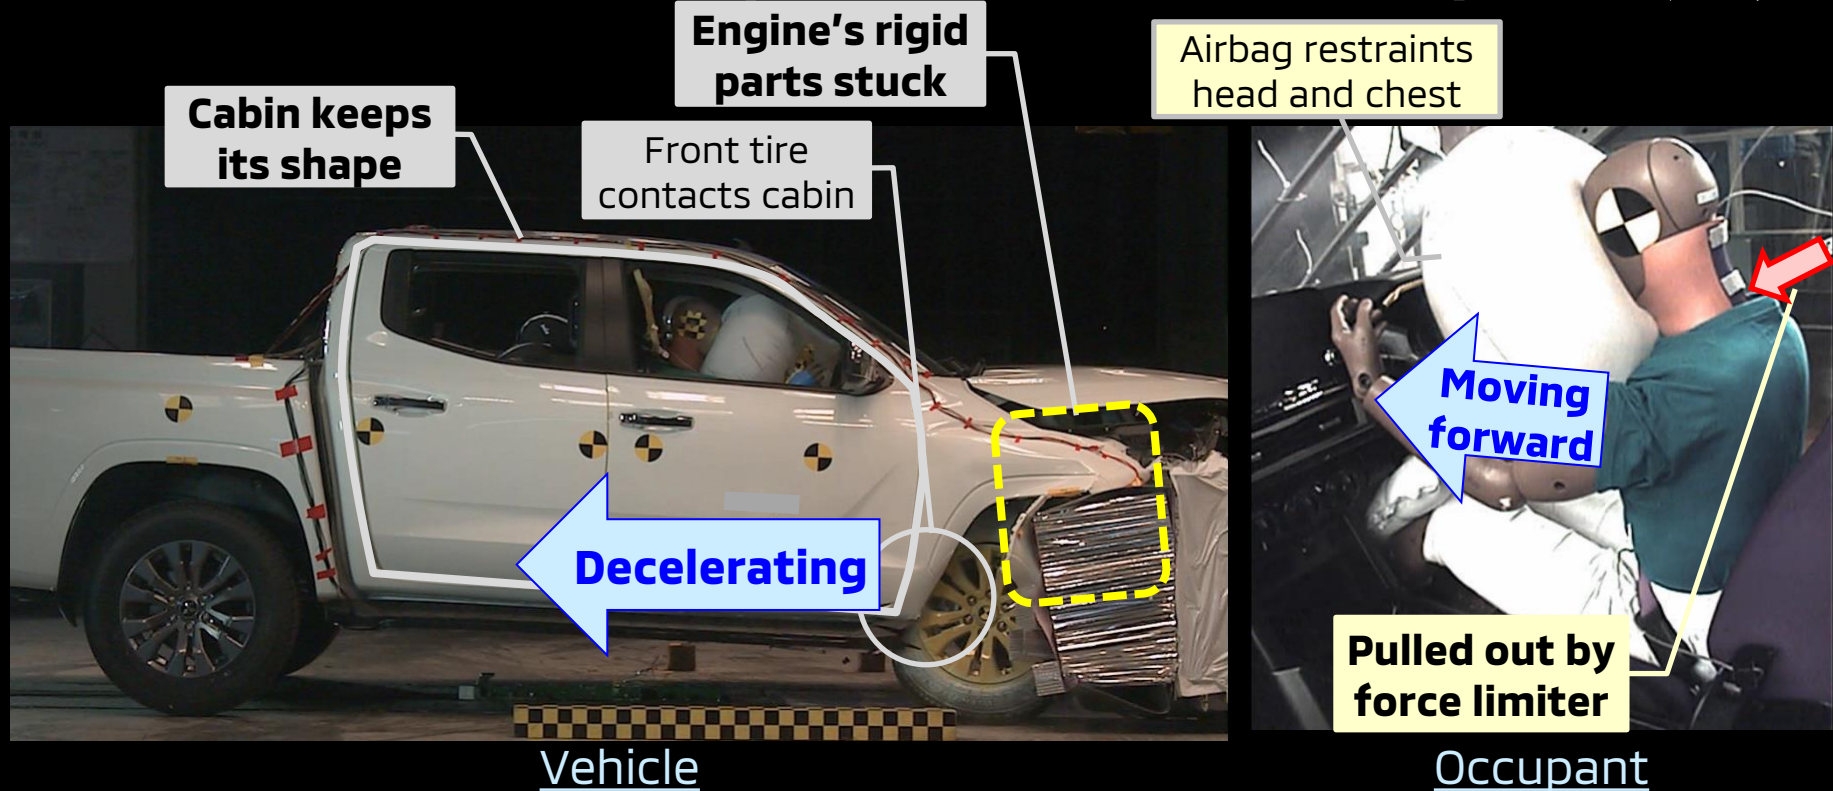 Engine's rigid
parts stuck
Airbag restraints
head and chest
Cabin keeps
its shape
Front tire
contacts cabin
Moving
forward
Decelerating
Pulled out by
force limiter
Vehicle
Occupant